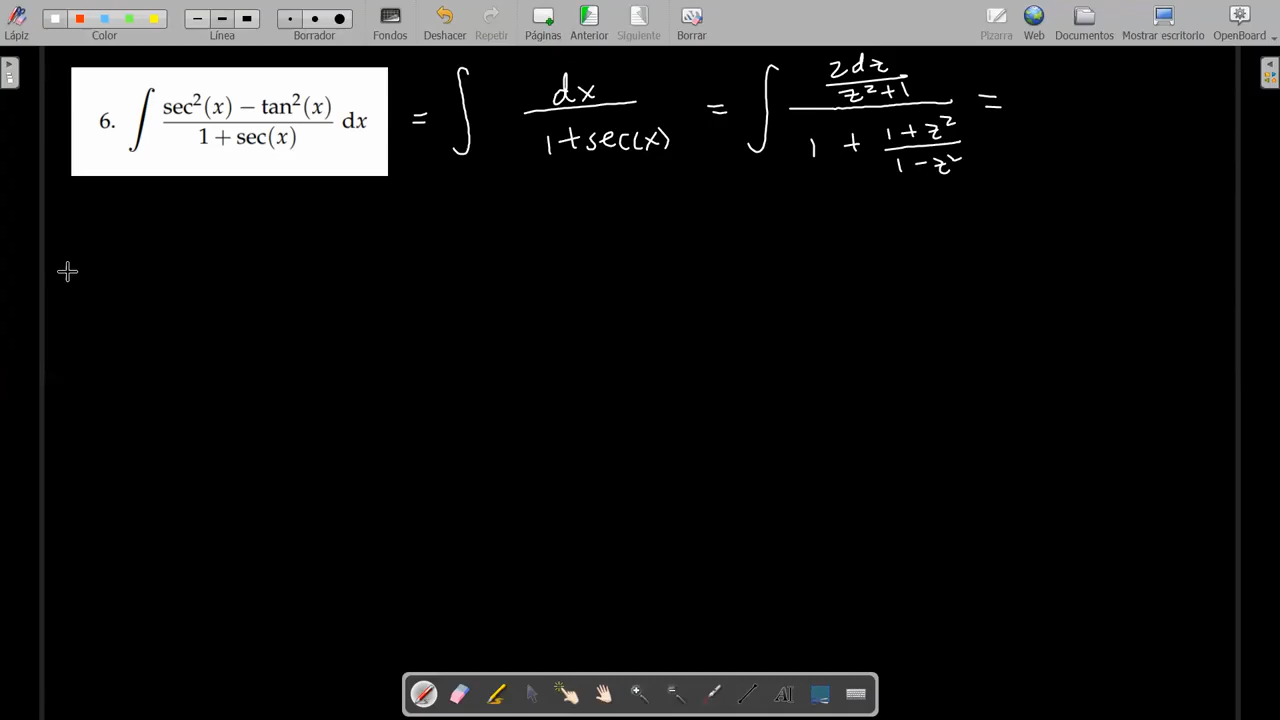 Lápiz Color Línea Borrador Fondos Deshacer Repetir Páginas Anterior Siguiente Borrar Pizarra Web Documentos Mostrar escritorio OpenBoard
6. ∫ (sec²(x) − tan²(x))/(1 + sec(x)) dx = ∫ dx/(1+sec(x)) = ∫ (2dz/(z²+1))/(1 + (1+z²)/(1−z²)) =
AI